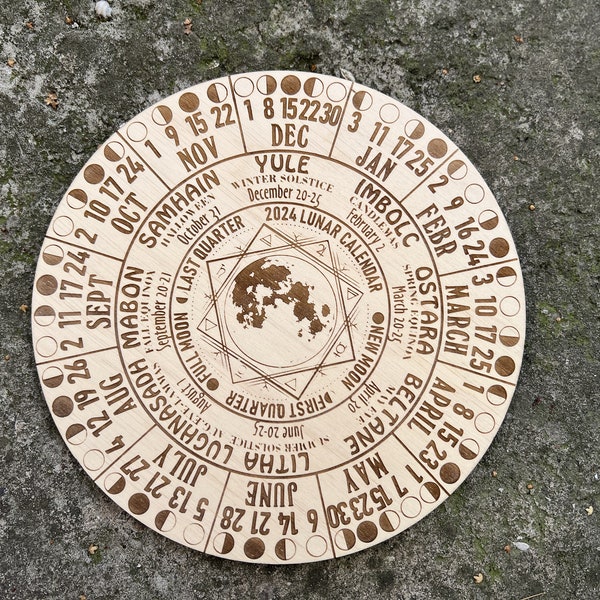 1 8 15 22 30
DEC
3 11 17 25
JAN
2 9 16 24
FEBR
3 10 17 25
MARCH
1 8 15 23
APRIL
1 7 15 23 30
MAY
6 14 21 28
JUNE
5 13 21 27
JULY
4 12 19 26
AUG
2 11 17 24
SEPT
2 10 17 24
OCT
1 9 15 22
NOV
YULE
WINTER SOLSTICE
December 20-25
IMBOLC
CANDLEMAS
February 2
OSTARA
SPRING EQUINOX
March 20-25
BELTANE
MAY EVE
April 20
LITHA
SUMMER SOLSTICE
June 20-25
LUGHNASADH
August 1
MABON
FALL EQUINOX
September 20-21
SAMHAIN
HALLOWEEN
October 31
2024 LUNAR CALENDAR
NEW MOON
FIRST QUARTER
FULL MOON
LAST QUARTER